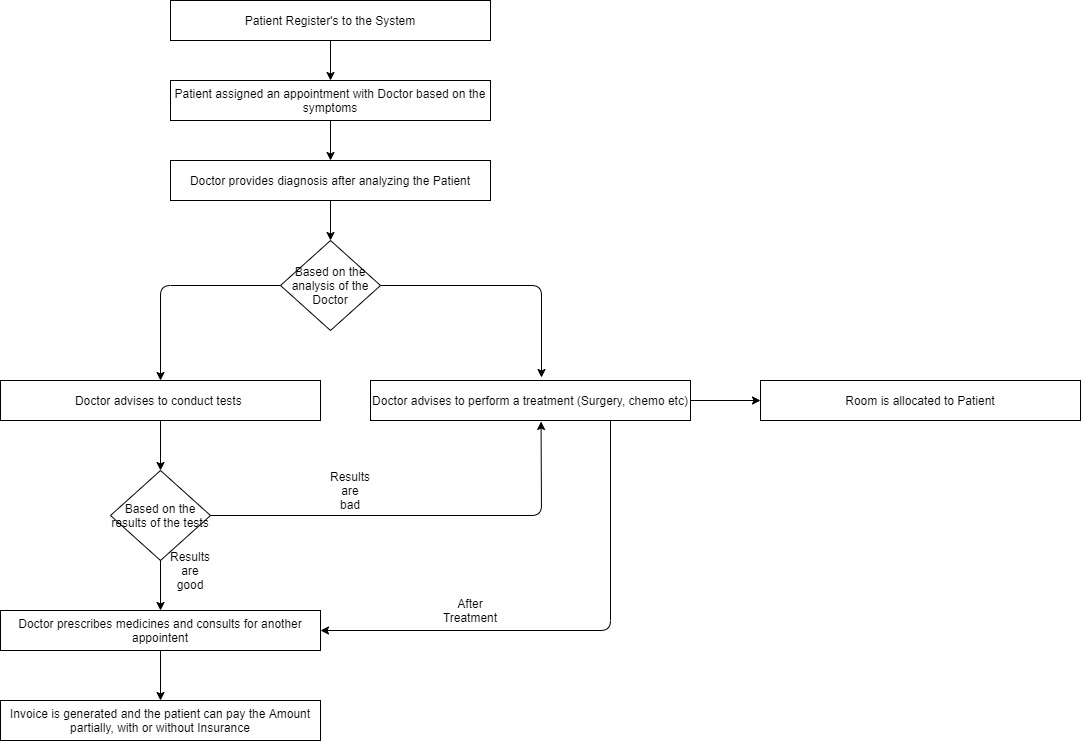 Patient Register's to the System
Patient assigned an appointment with Doctor based on the
symptoms
Doctor provides diagnosis after analyzing the Patient
Based on the
analysis of the
Doctor
Doctor advises to conduct tests
Doctor advises to perform a treatment (Surgery, chemo etc)
Room is allocated to Patient
Results
are
bad
Based on the
results of the tests
Results
are
good
After
Treatment
Doctor prescribes medicines and consults for another
appointent
Invoice is generated and the patient can pay the Amount
partially, with or without Insurance